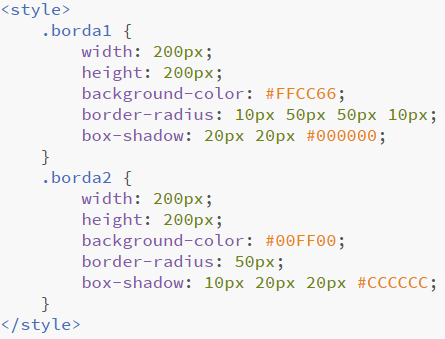 <style>
    .borda1 {
        width: 200px;
        height: 200px;
        background-color: #FFCC66;
        border-radius: 10px 50px 50px 10px;
        box-shadow: 20px 20px #000000;
    }
    .borda2 {
        width: 200px;
        height: 200px;
        background-color: #00FF00;
        border-radius: 50px;
        box-shadow: 10px 20px 20px #CCCCCC;
    }
</style>